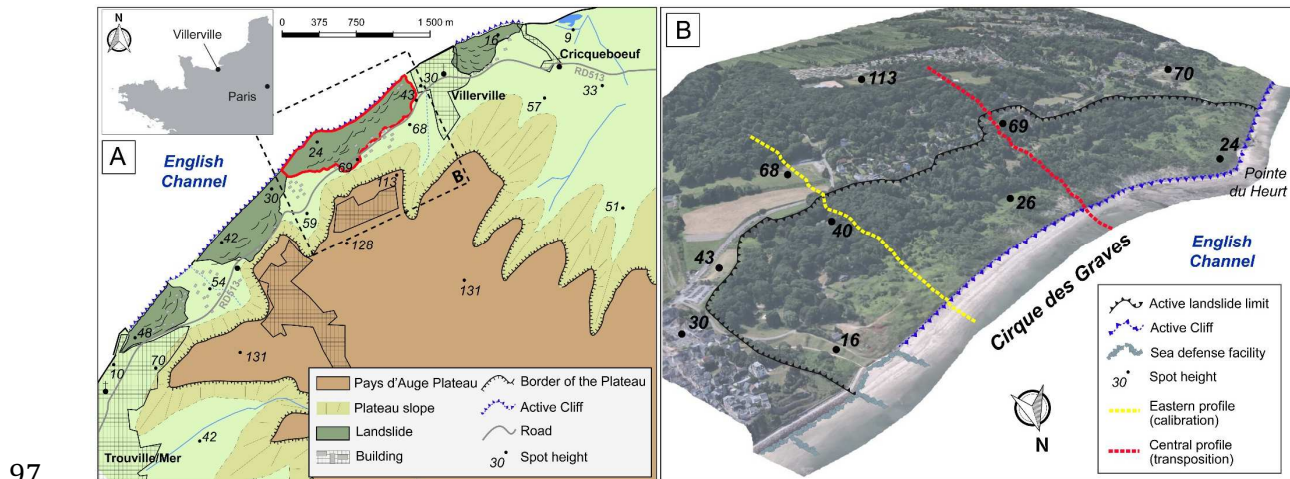 N
Villerville
Paris
0 375 750 1 500 m
A
English
Channel
16
9
Cricqueboeuf
RD513
30
Villerville
33
43
57
68
24
69
113
B
30
59
51
42
128
54
131
RD513
48
131
70
10
42
Trouville/Mer
Pays d'Auge Plateau
Plateau slope
Landslide
Building
Border of the Plateau
Active Cliff
Road
30 Spot height
B
113
70
69
24
68
Pointe
du Heurt
26
40
43
English
Channel
Cirque des Graves
30
16
N
Active landslide limit
Active Cliff
Sea defense facility
30 Spot height
Eastern profile
(calibration)
Central profile
(transposition)
97